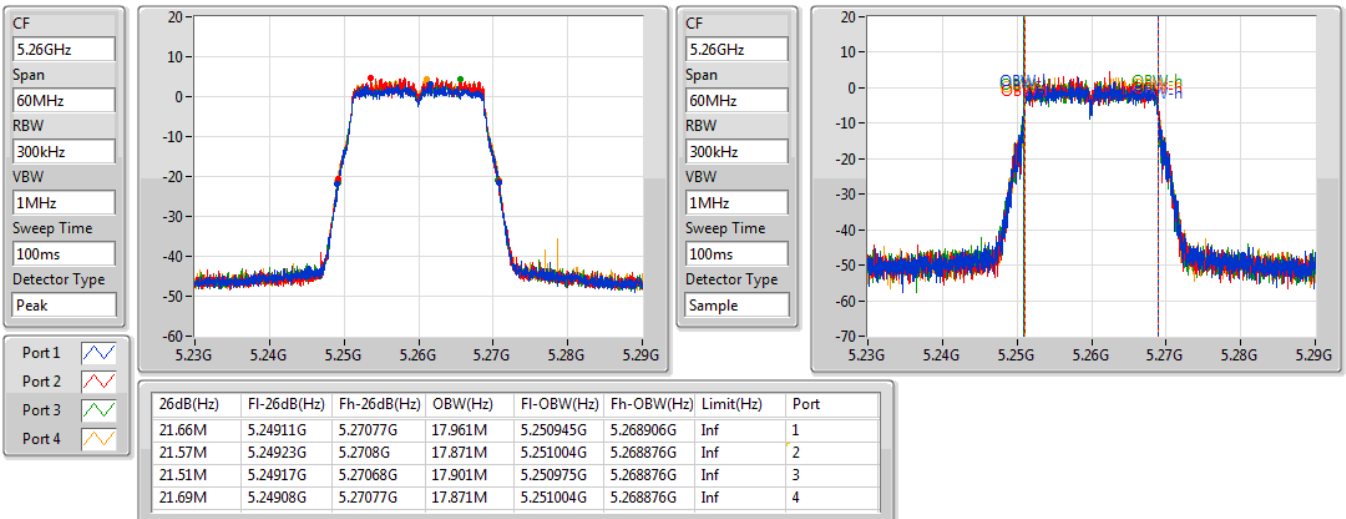 CF
5.26GHz
Span
60MHz
RBW
300kHz
VBW
1MHz
Sweep Time
100ms
Detector Type
Peak
20
10
0
-10
-20
-30
-40
-50
-60
5.23G 5.24G 5.25G 5.26G 5.27G 5.28G 5.29G
CF
5.26GHz
Span
60MHz
RBW
300kHz
VBW
1MHz
Sweep Time
100ms
Detector Type
Sample
20
10
0
-10
-20
-30
-40
-50
-60
-70
OBW-h
5.23G 5.24G 5.25G 5.26G 5.27G 5.28G 5.29G
Port 1
Port 2
Port 3
Port 4
26dB(Hz) Fl-26dB(Hz) Fh-26dB(Hz) OBW(Hz) Fl-OBW(Hz) Fh-OBW(Hz) Limit(Hz) Port
21.66M 5.24911G 5.27077G 17.961M 5.250945G 5.268906G Inf 1
21.57M 5.24923G 5.2708G 17.871M 5.251004G 5.268876G Inf 2
21.51M 5.24917G 5.27068G 17.901M 5.250975G 5.268876G Inf 3
21.69M 5.24908G 5.27077G 17.871M 5.251004G 5.268876G Inf 4